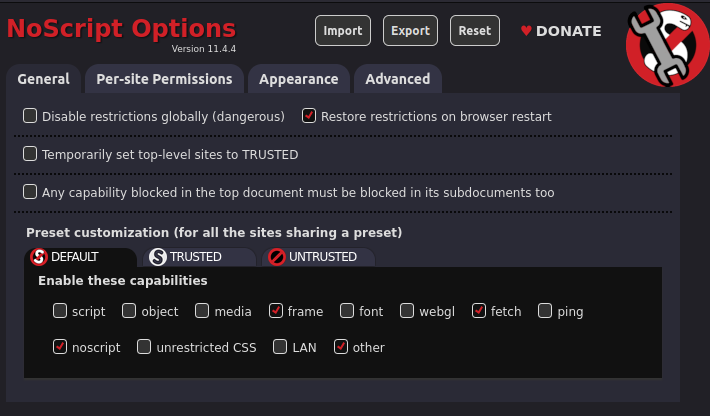 NoScript Options
Version 11.4.4
Import Export Reset ♥ DONATE
General Per-site Permissions Appearance Advanced
Disable restrictions globally (dangerous) Restore restrictions on browser restart
Temporarily set top-level sites to TRUSTED
Any capability blocked in the top document must be blocked in its subdocuments too
Preset customization (for all the sites sharing a preset)
DEFAULT TRUSTED UNTRUSTED
Enable these capabilities
script object media frame font webgl fetch ping
noscript unrestricted CSS LAN other